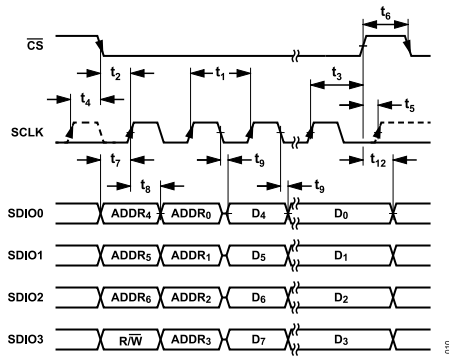 t6
CS
t2
t1
t3
t4
t5
SCLK
t7
t9
t12
t8
t9
SDIO0
ADDR4
ADDR0
D4
D0
SDIO1
ADDR5
ADDR1
D5
D1
SDIO2
ADDR6
ADDR2
D6
D2
SDIO3
R/W
ADDR3
D7
D3
010